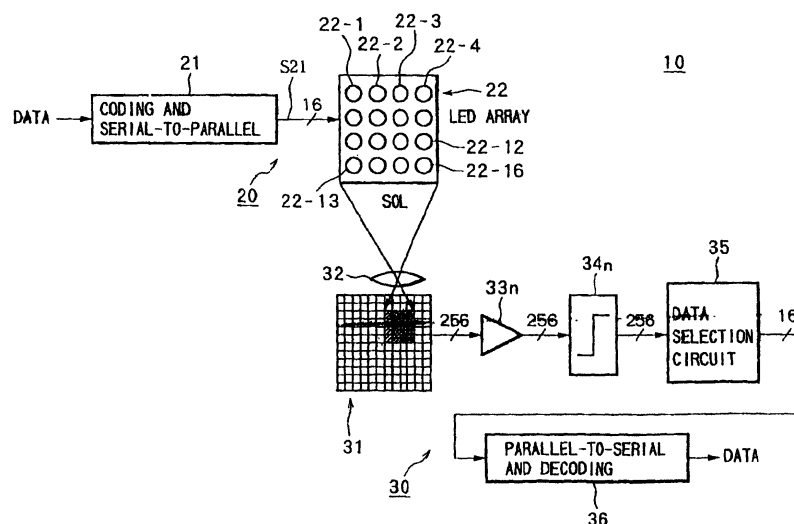 22-1
22-2
22-3
22-4
10
21
S21
22
DATA
CODING AND
SERIAL-TO-PARALLEL
16
LED ARRAY
22-12
22-16
20
22-13
SOL
32
33n
34n
35
256
256
256
DATA
SELECTION
CIRCUIT
16
31
30
PARALLEL-TO-SERIAL
AND DECODING
DATA
36